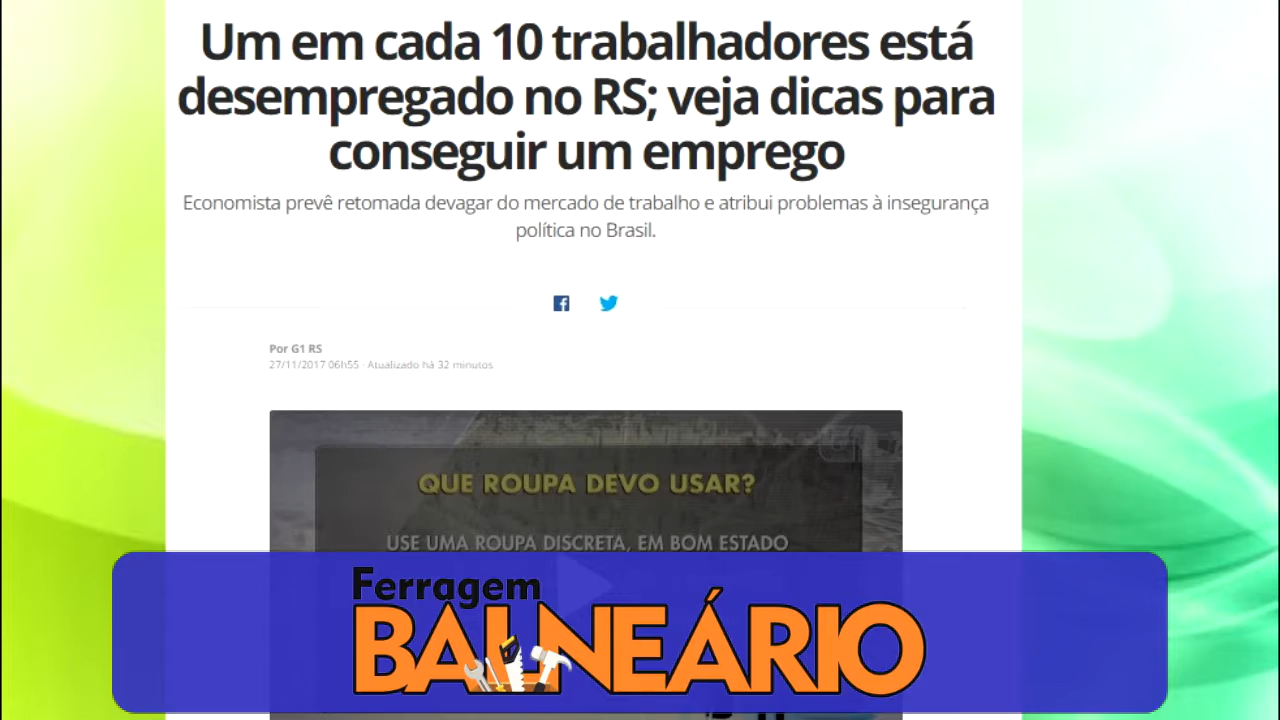 Um em cada 10 trabalhadores está
desempregado no RS; veja dicas para
conseguir um emprego
Economista prevê retomada devagar do mercado de trabalho e atribui problemas à insegurança
política no Brasil.
Por G1 RS
27/11/2017 06h55 · Atualizado há 32 minutos
QUE ROUPA DEVO USAR?
USE UMA ROUPA DISCRETA, EM BOM ESTADO
Ferragem
BALNEÁRIO